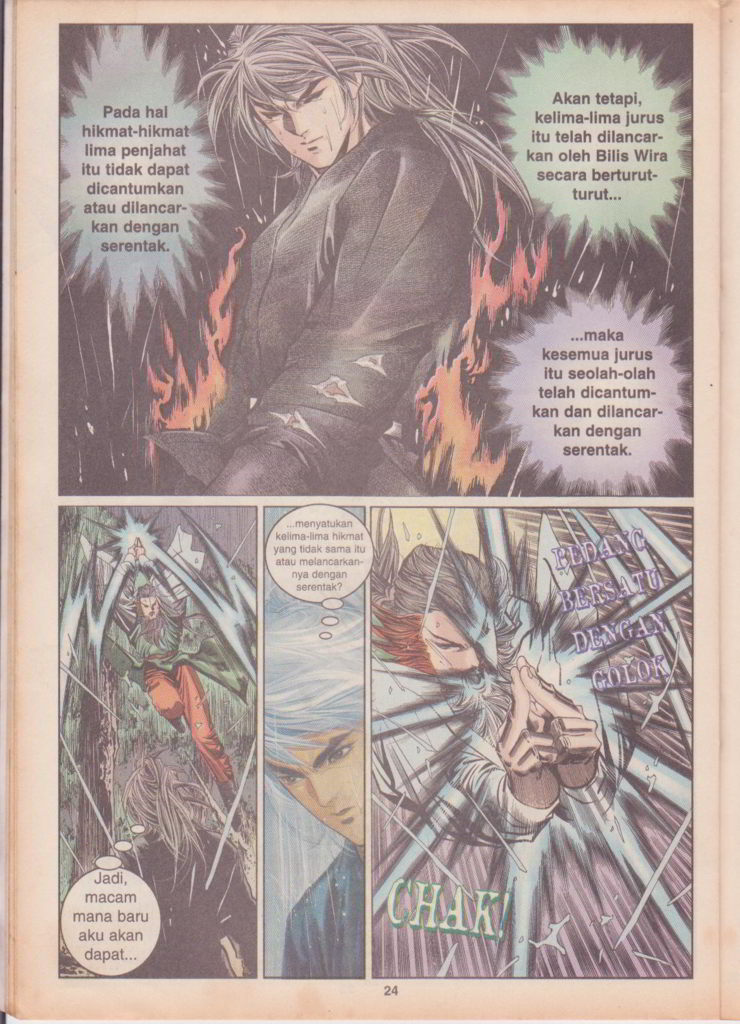 Pada hal
hikmat-hikmat
lima penjahat
itu tidak dapat
dicantumkan
atau dilancar-
kan dengan
serentak.
Akan tetapi,
kelima-lima jurus
itu telah dilancar-
kan oleh Bilis Wira
secara berturut-
turut...
...maka
kesemua jurus
itu seolah-olah
telah dicantum-
kan dan dilancar-
kan dengan
serentak.
Jadi,
macam
mana baru
aku akan
dapat...
...menyatukan
kelima-lima hikmat
yang tidak sama itu
atau melancarkan-
nya dengan
serentak?
PEDANG
BERSATU
DENGAN
GOLOK
CHAK!
24